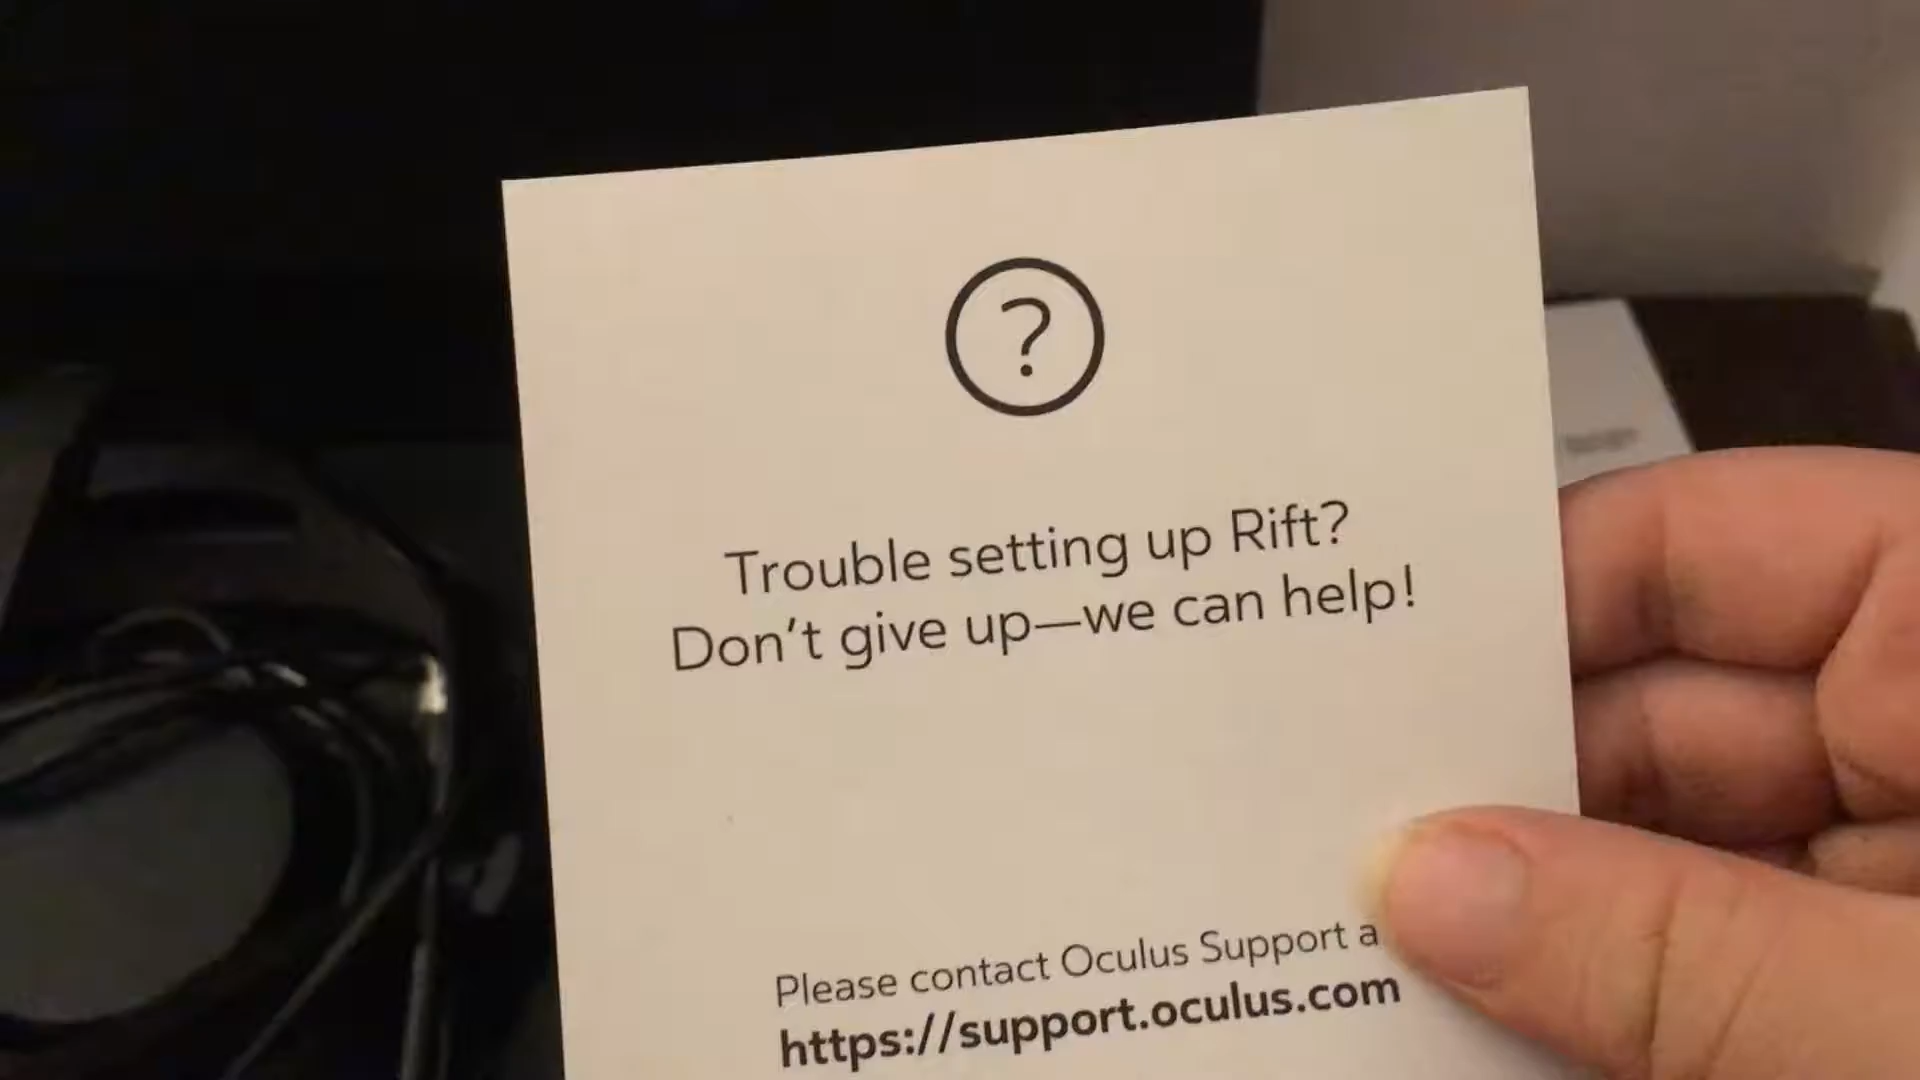 ?
Trouble setting up Rift?
Don't give up—we can help!
Please contact Oculus Support a
https://support.oculus.com